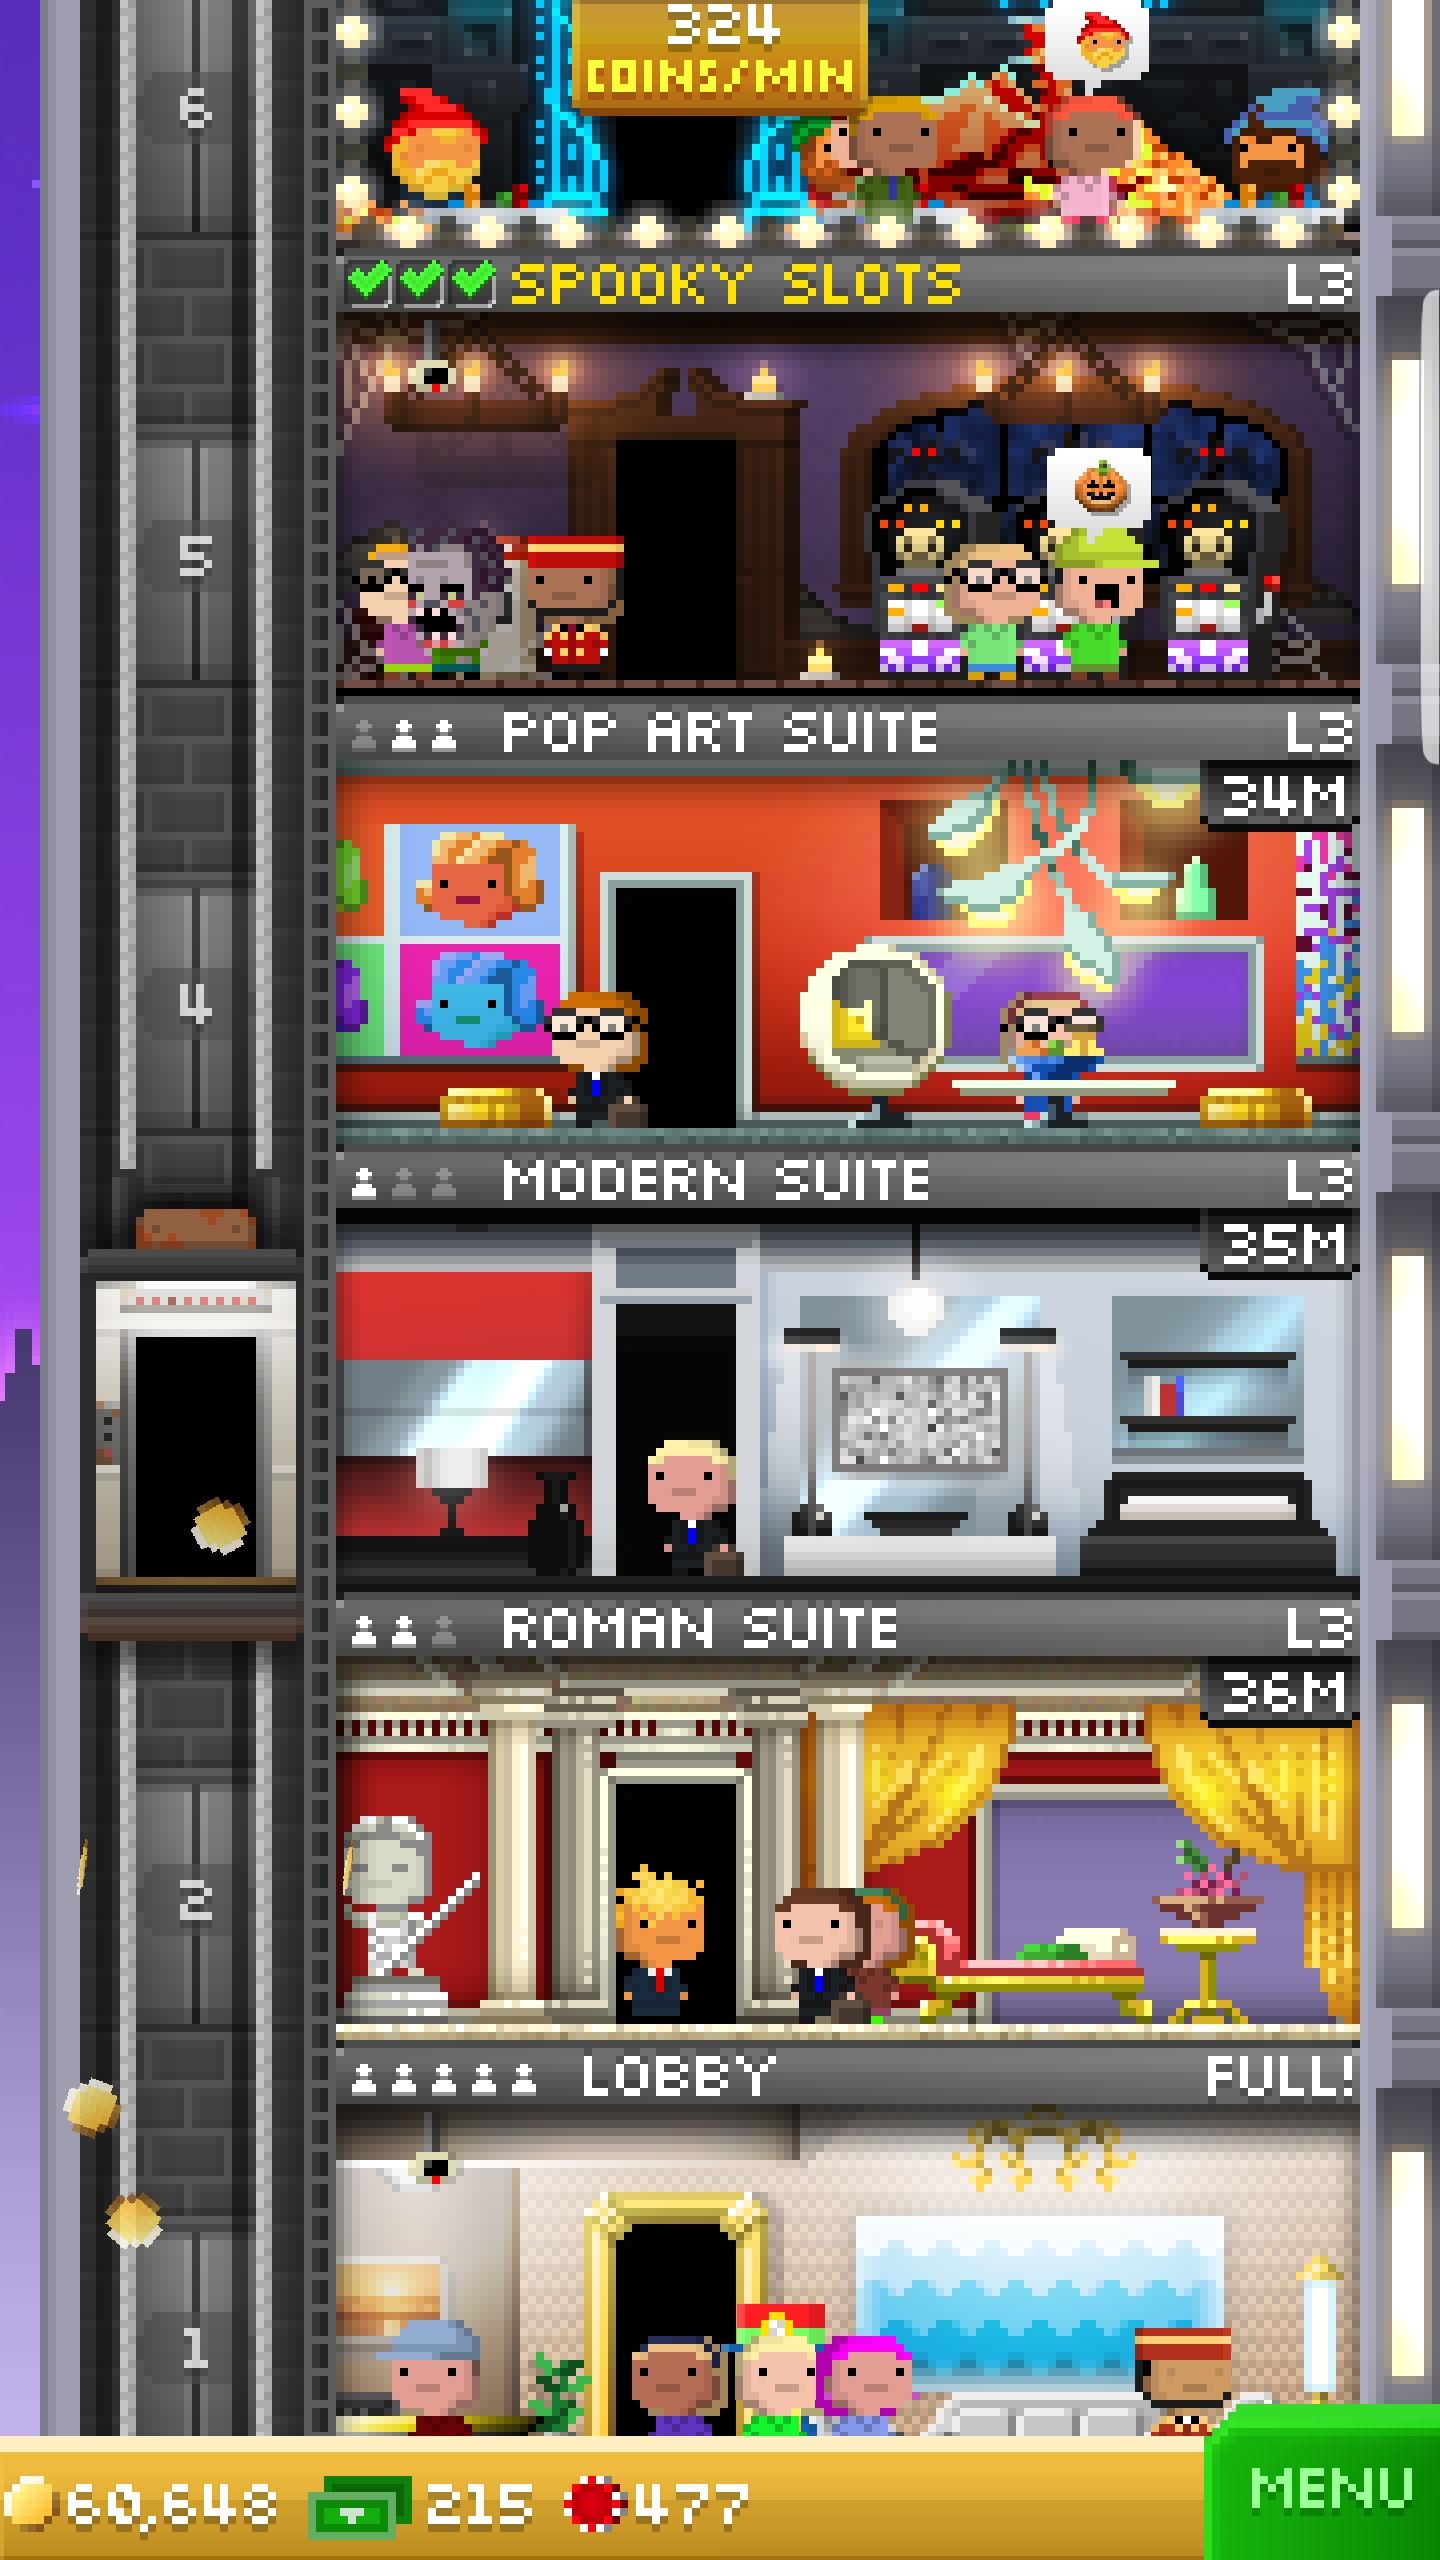 324
COINS/MIN
6
SPOOKY SLOTS L3
5
POP ART SUITE L3
34M
4
MODERN SUITE L3
35M
ROMAN SUITE L3
36M
2
LOBBY FULL!
1
60,648 215 477 MENU